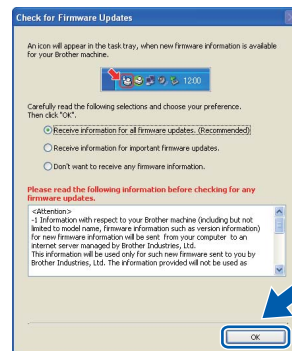 Check for Firmware Updates
An icon will appear in the task tray, when new firmware information is available
for your Brother machine.
12:00
Carefully read the following selections and choose your preference.
Then click "OK".
Receive information for all firmware updates. (Recommended)
Receive information for important firmware updates.
Don't want to receive any firmware information.
Please read the following information before checking for any
firmware updates.
<Attention>
-1 Information with respect to your Brother machine (including but not
limited to model name, firmware information such as version information)
for new firmware information will be sent from your computer to an
internet server managed by Brother Industries, Ltd.
This information will be used only for such new firmware sent to you by
Brother Industries, Ltd. The information provided will not be used as
OK